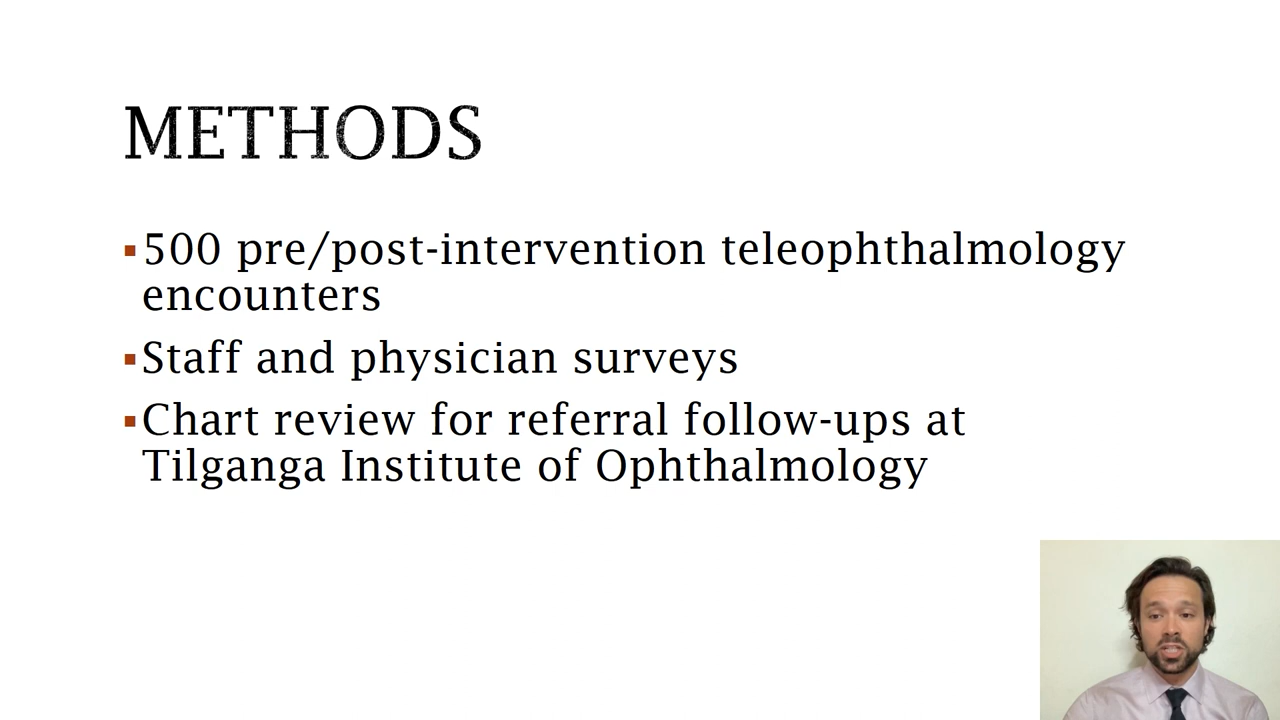 METHODS
▪500 pre/post-intervention teleophthalmology
encounters
▪Staff and physician surveys
▪Chart review for referral follow-ups at
Tilganga Institute of Ophthalmology